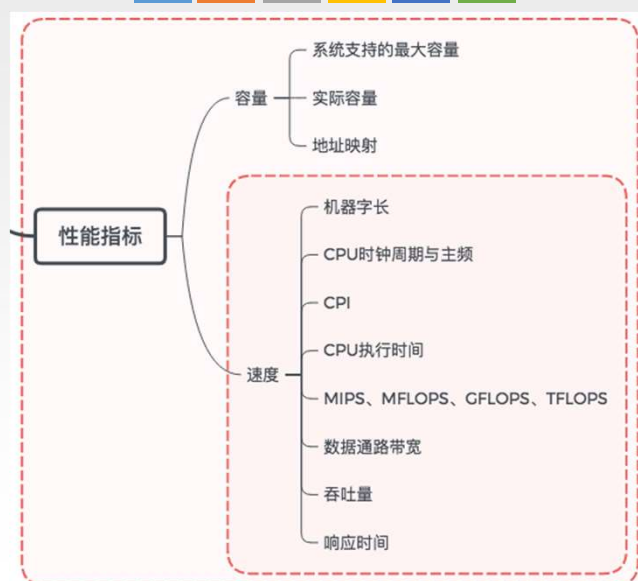 性能指标
容量
系统支持的最大容量
实际容量
地址映射
速度
机器字长
CPU时钟周期与主频
CPI
CPU执行时间
MIPS、MFLOPS、GFLOPS、TFLOPS
数据通路带宽
吞吐量
响应时间